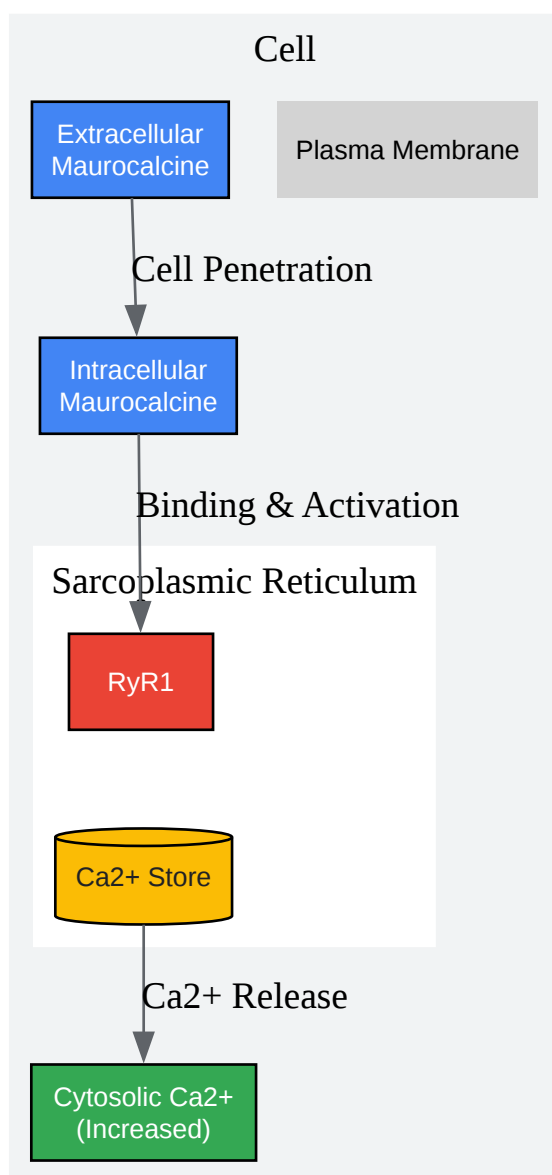 Cell
Extracellular
Maurocalcine
Plasma Membrane
Cell Penetration
Intracellular
Maurocalcine
Binding & Activation
Sarcoplasmic Reticulum
RyR1
Ca2+ Store
Ca2+ Release
Cytosolic Ca2+
(Increased)